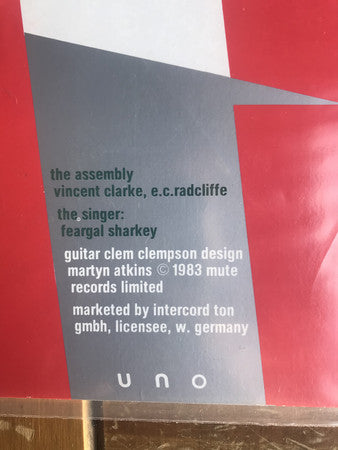 the assembly
vincent clarke, e.c.radcliffe
the singer:
feargal sharkey
guitar clem clempson design
martyn atkins © 1983 mute
records limited
marketed by intercord ton
gmbh, licensee, w. germany
uno